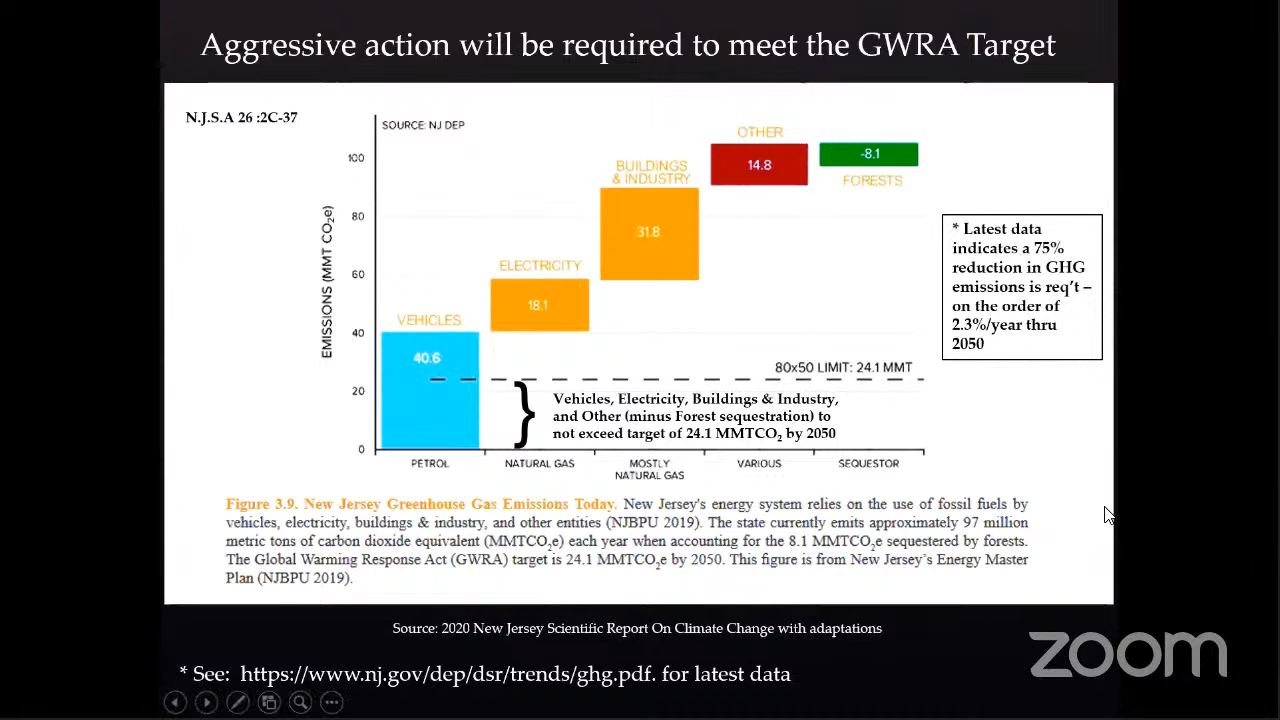 Aggressive action will be required to meet the GWRA Target
N.J.S.A 26 :2C-37
SOURCE: NJ DEP
EMISSIONS (MMT CO₂e)
100
80
60
40
20
0
VEHICLES
40.6
ELECTRICITY
18.1
BUILDINGS
& INDUSTRY
31.8
OTHER
14.8
-8.1
FORESTS
80x50 LIMIT: 24.1 MMT
Vehicles, Electricity, Buildings & Industry,
and Other (minus Forest sequestration) to
not exceed target of 24.1 MMTCO₂ by 2050
PETROL
NATURAL GAS
MOSTLY
NATURAL GAS
VARIOUS
SEQUESTOR
* Latest data
indicates a 75%
reduction in GHG
emissions is req't –
on the order of
2.3%/year thru
2050
Figure 3.9. New Jersey Greenhouse Gas Emissions Today. New Jersey's energy system relies on the use of fossil fuels by
vehicles, electricity, buildings & industry, and other entities (NJBPU 2019). The state currently emits approximately 97 million
metric tons of carbon dioxide equivalent (MMTCO₂e) each year when accounting for the 8.1 MMTCO₂e sequestered by forests.
The Global Warming Response Act (GWRA) target is 24.1 MMTCO₂e by 2050. This figure is from New Jersey's Energy Master
Plan (NJBPU 2019).
Source: 2020 New Jersey Scientific Report On Climate Change with adaptations
* See: https://www.nj.gov/dep/dsr/trends/ghg.pdf. for latest data
zoom